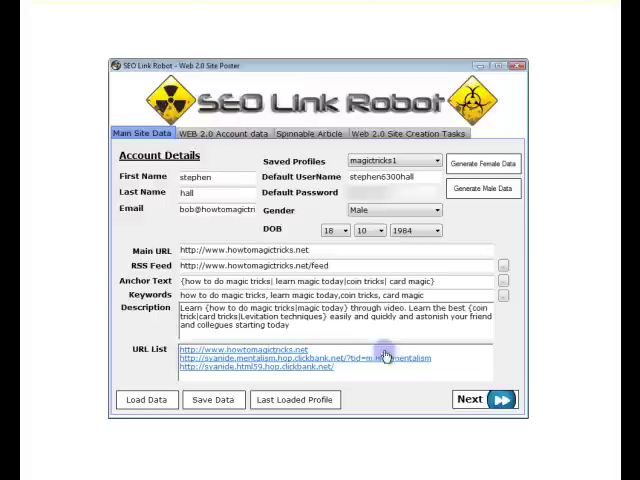 SEO Link Robot - Web 2.0 Site Poster
SEO Link Robot
Main Site Data WEB 2.0 Account data Spinnable Article Web 2.0 Site Creation Tasks
Account Details
Saved Profiles magictricks1 Generate Female Data
First Name stephen Default UserName stephen6300hall
Last Name hall Default Password Generate Male Data
Email bob@howtomagictri Gender Male
DOB 18 10 1984
Main URL http://www.howtomagictricks.net
RSS Feed http://www.howtomagictricks.net/feed
Anchor Text {how to do magic tricks| learn magic today|coin tricks| card magic}
Keywords how to do magic tricks, learn magic today,coin tricks, card magic
Description Learn {how to do magic tricks|magic today} through video. Learn the best {coin
trick|card tricks|Levitation techniques} easily and quickly and astonish your friend
and collegues starting today
URL List http://www.howtomagictricks.net
http://syanide.mentalism.hop.clickbank.net/?tid=
http://syanide.html59.hop.clickbank.net/
Load Data Save Data Last Loaded Profile Next